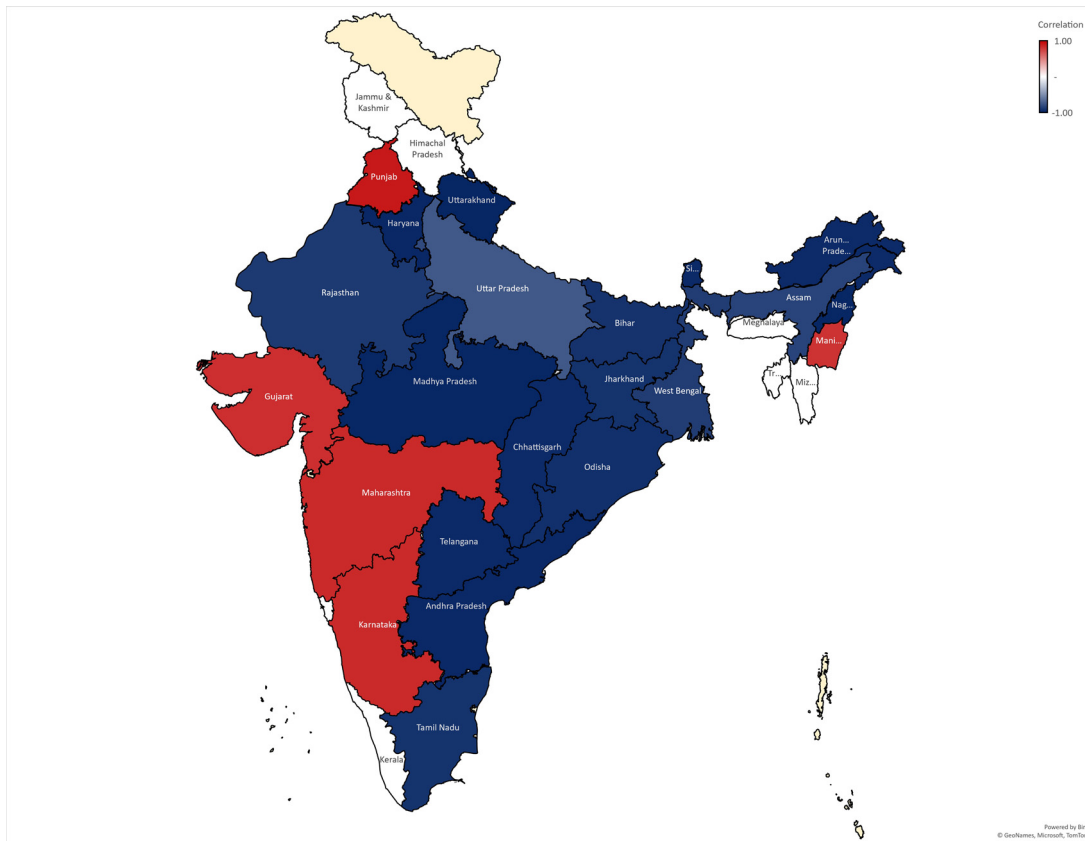 Correlation
1.00
-
-1.00
Jammu &
Kashmir
Himachal
Pradesh
Punjab
Uttarakhand
Haryana
Rajasthan
Uttar Pradesh
Bihar
Si...
Arun...
Prade...
Assam
Nag...
Meghalaya
Mani...
Tr...
Miz...
Gujarat
Madhya Pradesh
Jharkhand
West Bengal
Chhattisgarh
Odisha
Maharashtra
Telangana
Andhra Pradesh
Karnataka
Tamil Nadu
Kerala
Powered by Bin
© GeoNames, Microsoft, TomTom